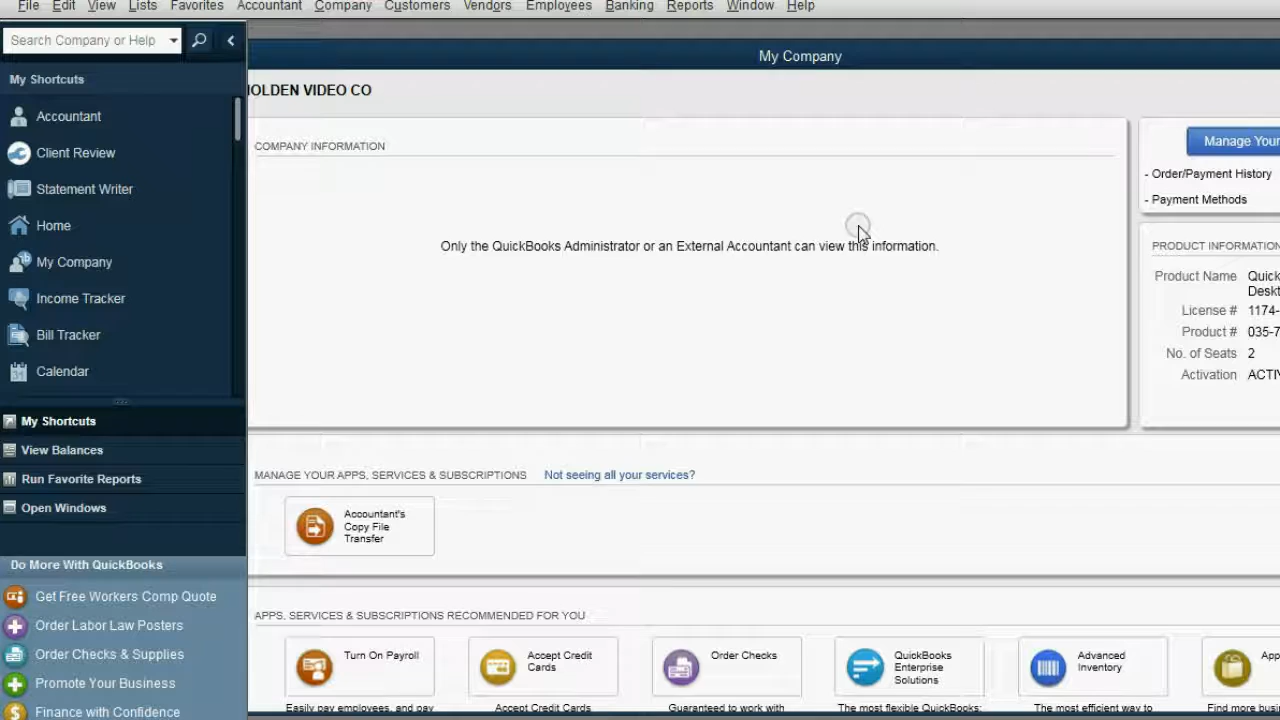 File Edit View Lists Favorites Accountant Company Customers Vendors Employees Banking Reports Window Help
Search Company or Help
My Shortcuts
Accountant
Client Review
Statement Writer
Home
My Company
Income Tracker
Bill Tracker
Calendar
My Shortcuts
View Balances
Run Favorite Reports
Open Windows
Do More With QuickBooks
Get Free Workers Comp Quote
Order Labor Law Posters
Order Checks & Supplies
Promote Your Business
Finance with Confidence
My Company
OLDEN VIDEO CO
COMPANY INFORMATION
Only the QuickBooks Administrator or an External Accountant can view this information.
Manage Your
- Order/Payment History
- Payment Methods
PRODUCT INFORMATION
Product Name Quick
Deskt
License # 1174-
Product # 035-7
No. of Seats 2
Activation ACTI
MANAGE YOUR APPS, SERVICES & SUBSCRIPTIONS Not seeing all your services?
Accountant's
Copy File
Transfer
APPS, SERVICES & SUBSCRIPTIONS RECOMMENDED FOR YOU
Turn On Payroll
Easily pay employees, and pay
Accept Credit
Cards
Accept Credit Cards
Order Checks
Guaranteed to work with
QuickBooks
Enterprise
Solutions
The most flexible QuickBooks:
Advanced
Inventory
The most efficient way to
App
Find more busi